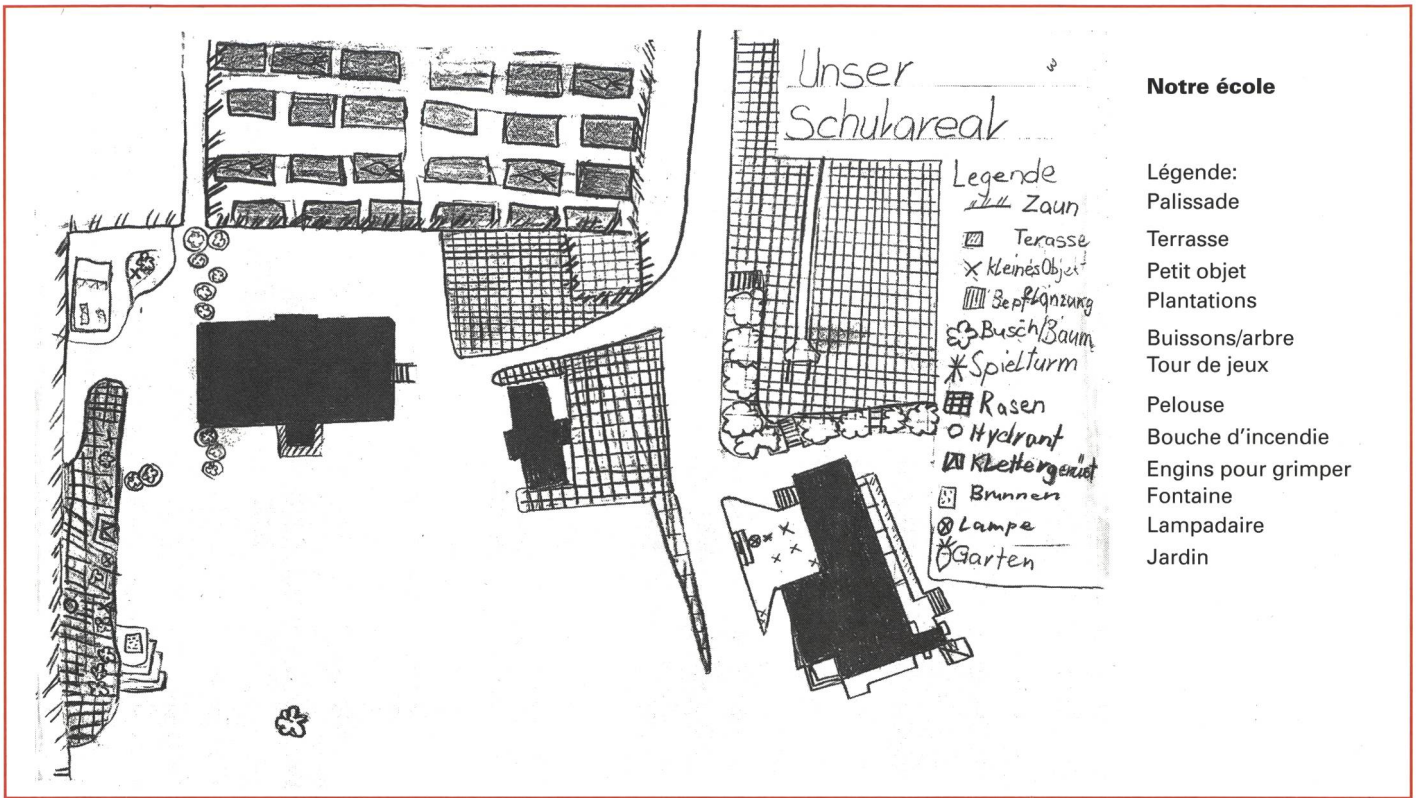 Unser
Schulareal
Legende
Zaun
Terasse
kleines Objekt
Bepflanzung
Busch/Baum
Spielturm
Rasen
Hydrant
Klettergerüst
Brunnen
Lampe
Garten
Notre école
Légende:
Palissade
Terrasse
Petit objet
Plantations
Buissons/arbre
Tour de jeux
Pelouse
Bouche d'incendie
Engins pour grimper
Fontaine
Lampadaire
Jardin